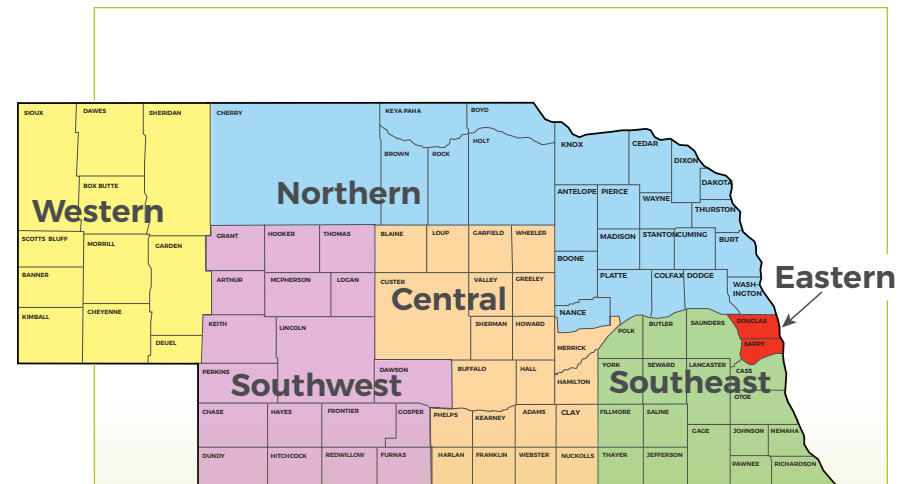 SIOUX
DAWES
SHERIDAN
CHERRY
KEYA PAHA
BOYD
BROWN
ROCK
HOLT
KNOX
CEDAR
DIXON
DAKOTA
BOX BUTTE
Northern
ANTELOPE
PIERCE
WAYNE
THURSTON
Western
SCOTTS BLUFF
MORRILL
GARDEN
GRANT
HOOKER
THOMAS
BLAINE
LOUP
GARFIELD
WHEELER
MADISON
STANTON
CUMING
BURT
BOONE
BANNER
ARTHUR
MCPHERSON
LOGAN
CUSTER
VALLEY
GREELEY
PLATTE
COLFAX
DODGE
WASH-
INGTON
Eastern
Central
KIMBALL
CHEYENNE
KEITH
LINCOLN
SHERMAN
HOWARD
NANCE
POLK
BUTLER
SAUNDERS
DOUGLAS
DEUEL
MERRICK
SARPY
PERKINS
DAWSON
BUFFALO
HALL
HAMILTON
YORK
SEWARD
LANCASTER
CASS
Southwest
Southeast
OTOE
CHASE
HAYES
FRONTIER
GOSPER
PHELPS
KEARNEY
ADAMS
CLAY
FILLMORE
SALINE
GAGE
JOHNSON
NEMAHA
DUNDY
HITCHCOCK
REDWILLOW
FURNAS
HARLAN
FRANKLIN
WEBSTER
NUCKOLLS
THAYER
JEFFERSON
PAWNEE
RICHARDSON